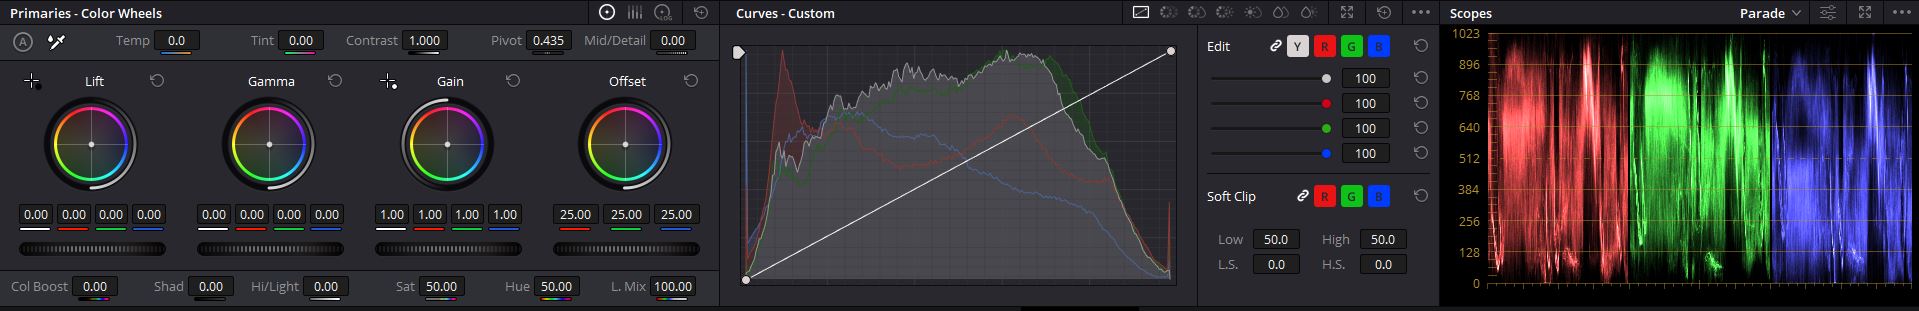 Primaries - Color Wheels
LOG
A Temp 0.0 Tint 0.00 Contrast 1.000 Pivot 0.435 Mid/Detail 0.00
Lift Gamma Gain Offset
0.00 0.00 0.00 0.00 0.00 0.00 0.00 0.00 1.00 1.00 1.00 1.00 25.00 25.00 25.00
Col Boost 0.00 Shad 0.00 Hi/Light 0.00 Sat 50.00 Hue 50.00 L. Mix 100.00
Curves - Custom
Edit Y R G B
100
100
100
100
Soft Clip R G B
Low 50.0 High 50.0
L.S. 0.0 H.S. 0.0
Scopes Parade
1023
896
768
640
512
384
256
128
0